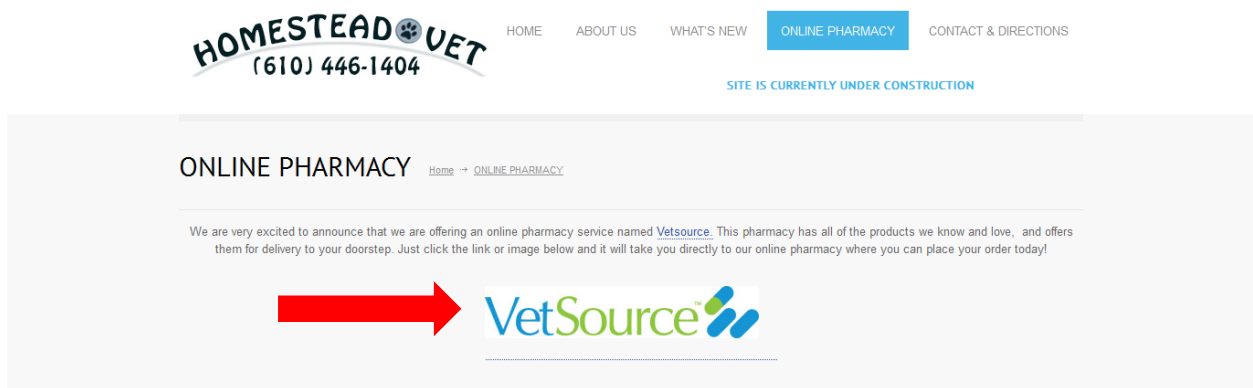 HOMESTEAD VET
(610) 446-1404
HOME ABOUT US WHAT'S NEW ONLINE PHARMACY CONTACT & DIRECTIONS
SITE IS CURRENTLY UNDER CONSTRUCTION
ONLINE PHARMACY Home → ONLINE PHARMACY
We are very excited to announce that we are offering an online pharmacy service named Vetsource. This pharmacy has all of the products we know and love, and offers
them for delivery to your doorstep. Just click the link or image below and it will take you directly to our online pharmacy where you can place your order today!
VetSource™